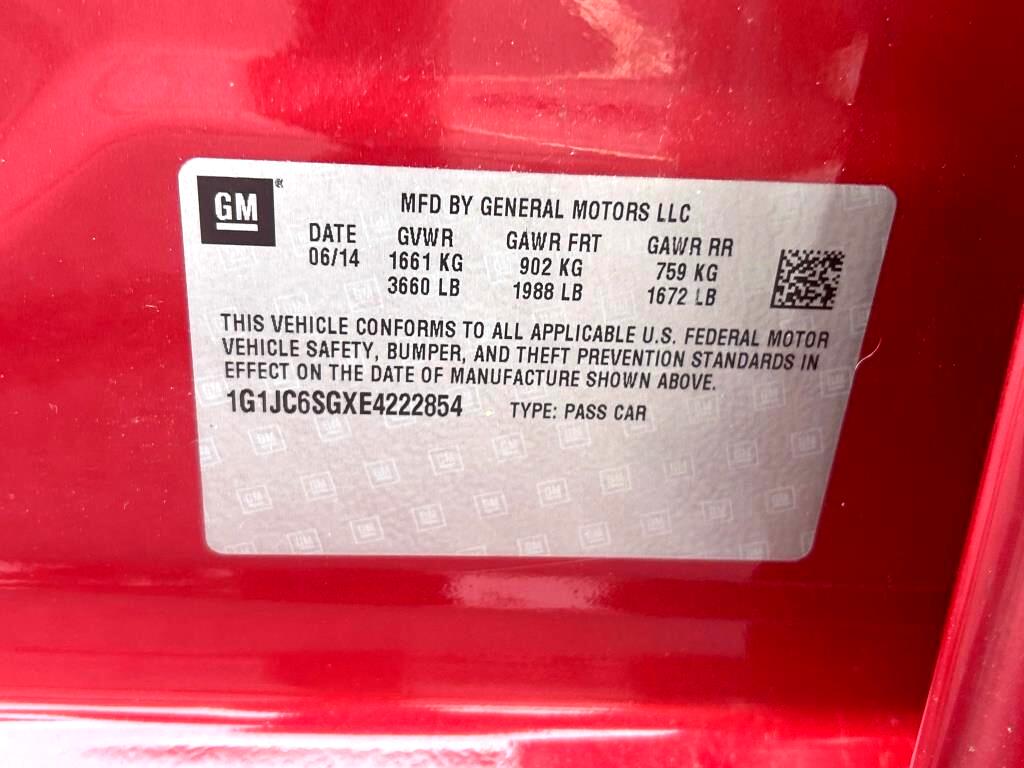 GM
MFD BY GENERAL MOTORS LLC
DATE GVWR GAWR FRT GAWR RR
06/14 1661 KG 902 KG 759 KG
3660 LB 1988 LB 1672 LB
THIS VEHICLE CONFORMS TO ALL APPLICABLE U.S. FEDERAL MOTOR
VEHICLE SAFETY, BUMPER, AND THEFT PREVENTION STANDARDS IN
EFFECT ON THE DATE OF MANUFACTURE SHOWN ABOVE.
1G1JC6SGXE4222854 TYPE: PASS CAR